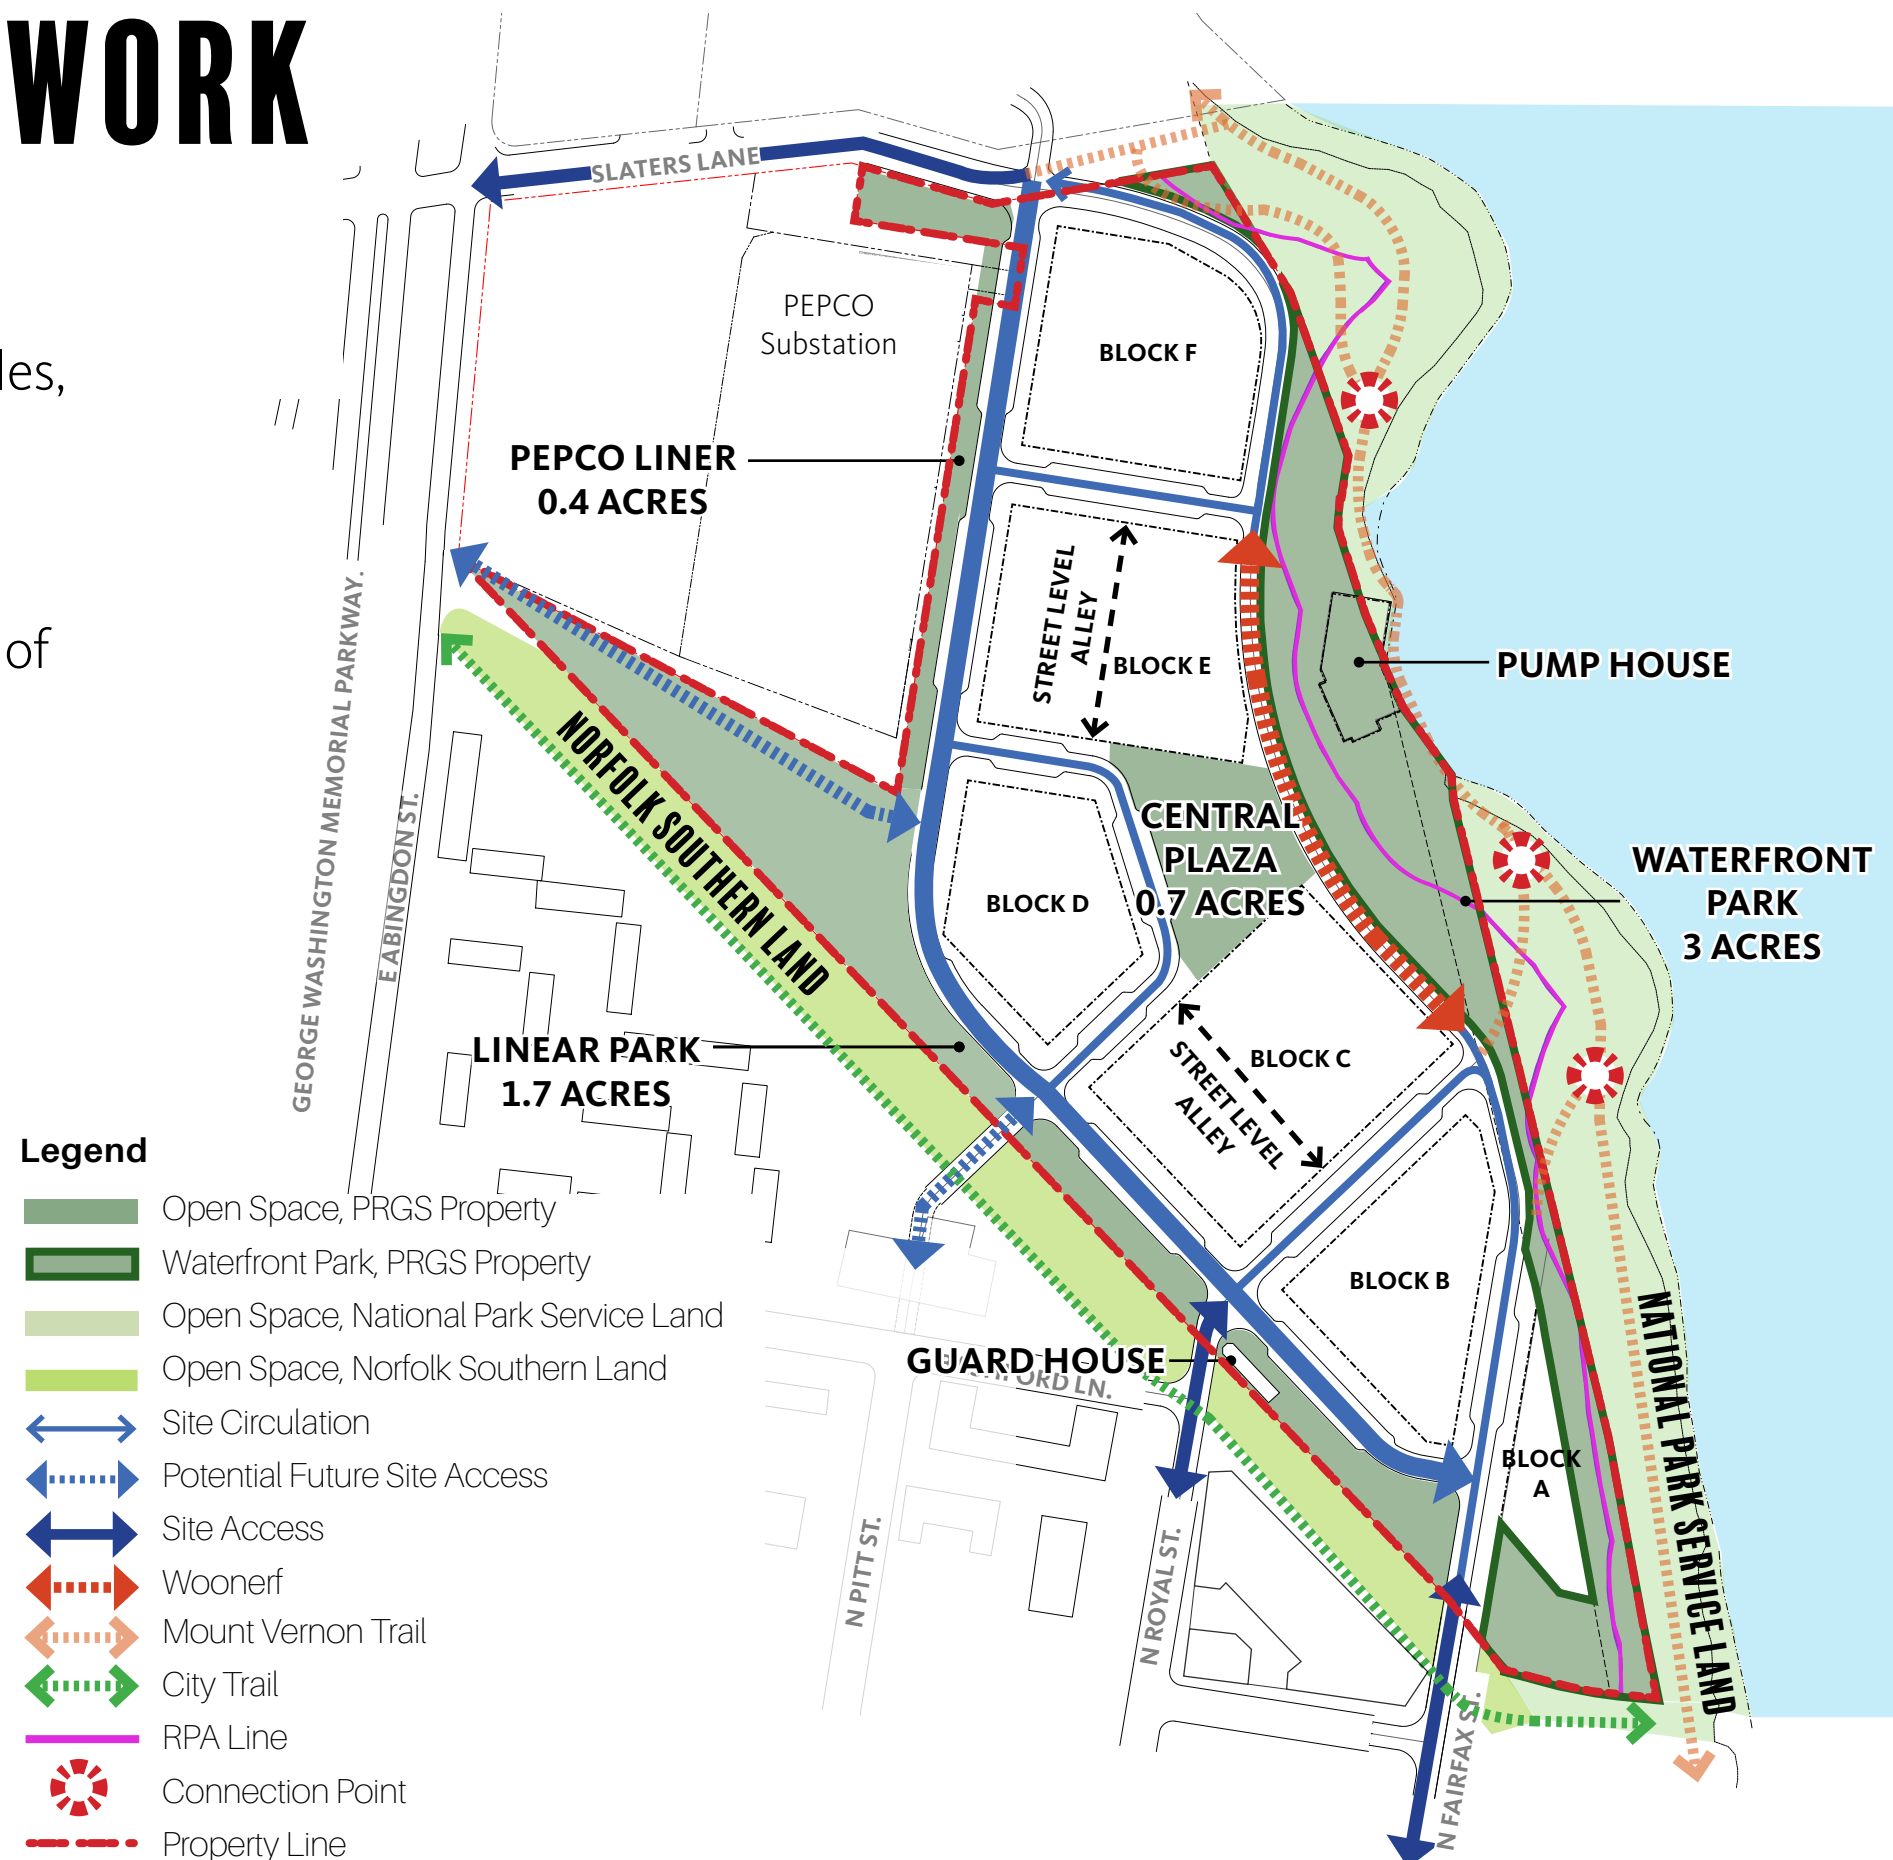 WORK
les,
of
SLATERS LANE
PEPCO
Substation
BLOCK F
PEPCO LINER
0.4 ACRES
STREET LEVEL
ALLEY
BLOCK E
PUMP HOUSE
GEORGE WASHINGTON MEMORIAL PARKWAY.
E ABINGDON ST.
NORFOLK SOUTHERN LAND
CENTRAL
PLAZA
0.7 ACRES
WATERFRONT
PARK
3 ACRES
BLOCK D
LINEAR PARK
1.7 ACRES
BLOCK C
STREET LEVEL
ALLEY
BLOCK B
GUARD HOUSE
LN.
BLOCK
A
NATIONAL PARK SERVICE LAND
N PITT ST.
N ROYAL ST.
N FAIRFAX ST.
Legend
Open Space, PRGS Property
Waterfront Park, PRGS Property
Open Space, National Park Service Land
Open Space, Norfolk Southern Land
Site Circulation
Potential Future Site Access
Site Access
Woonerf
Mount Vernon Trail
City Trail
RPA Line
Connection Point
Property Line